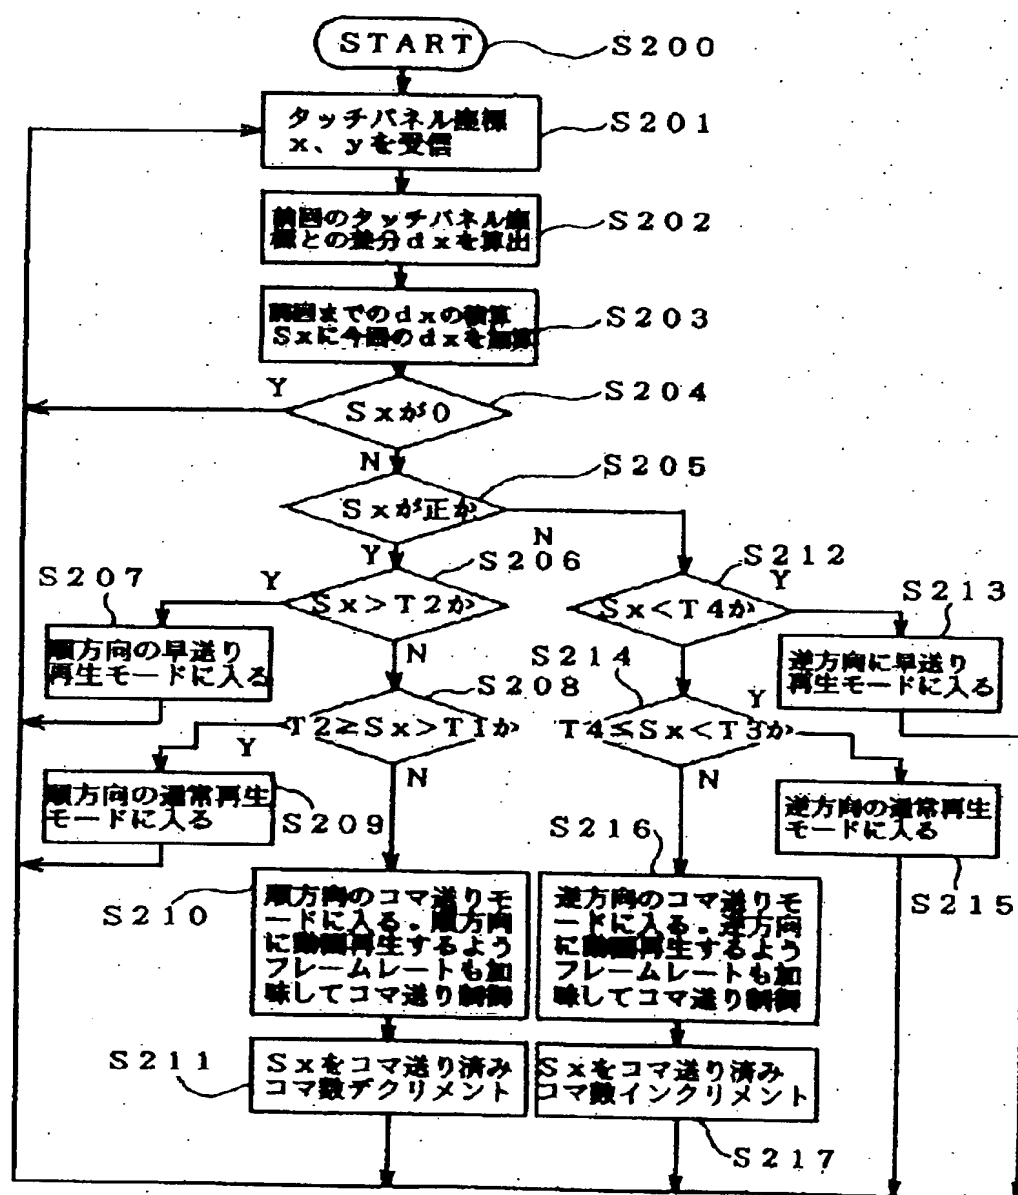 START
S200
タッチパネル座標
x、yを受信
S201
前回のタッチパネル座
標との差分dxを算出
S202
前回までのdxの積算
Sxに今回のdxを加算
S203
Y
Sxが0
S204
N
Sxが正か
S205
Y
N
Sx>T2か
S206
Y
S207
順方向の早送り
再生モードに入る
N
T2≧Sx>T1か
S208
Y
順方向の通常再生
モードに入る
S209
N
順方向のコマ送りモ
ードに入る．順方向
に動画再生するよう
フレームレートも加
味してコマ送り制御
S210
Sxをコマ送り済み
コマ数デクリメント
S211
Sx<T4か
S212
Y
S213
逆方向に早送り
再生モードに入る
N
T4≦Sx<T3か
S214
Y
逆方向の通常再生
モードに入る
S215
N
S216
逆方向のコマ送りモ
ードに入る．逆方向
に動画再生するよう
フレームレートも加
味してコマ送り制御
Sxをコマ送り済み
コマ数インクリメント
S217